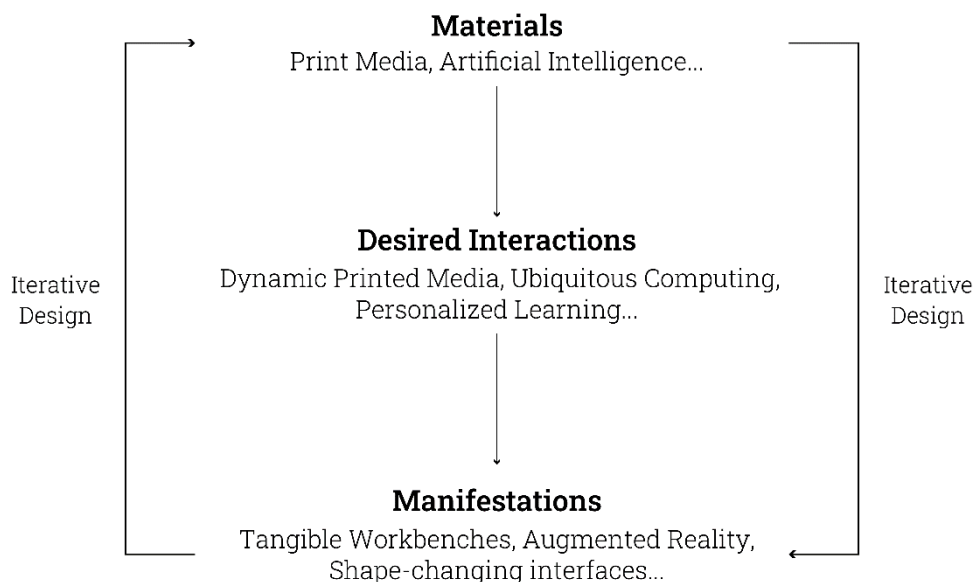 Materials
Print Media, Artificial Intelligence...
Desired Interactions
Dynamic Printed Media, Ubiquitous Computing,
Personalized Learning...
Iterative
Design
Iterative
Design
Manifestations
Tangible Workbenches, Augmented Reality,
Shape-changing interfaces...